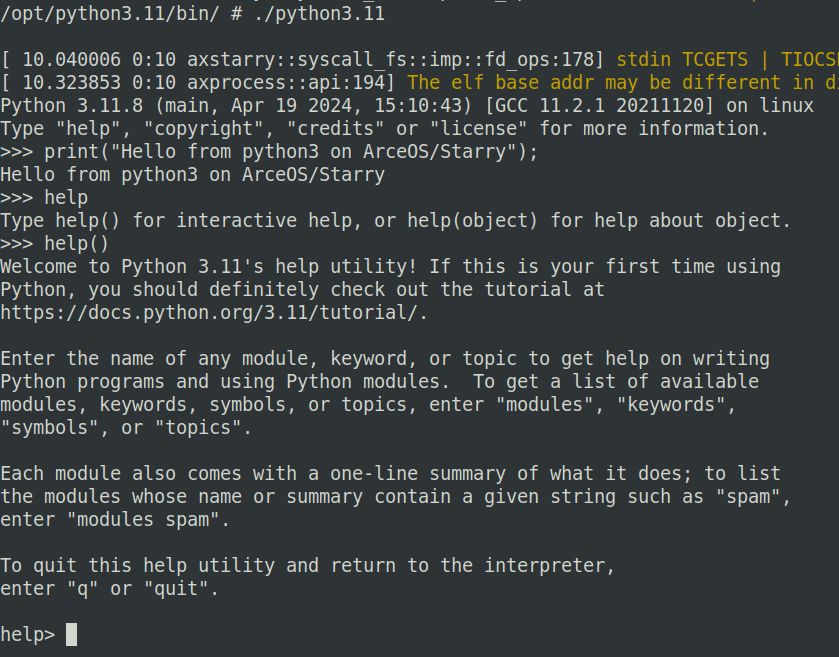 /opt/python3.11/bin/ # ./python3.11
[ 10.040006 0:10 axstarry::syscall_fs::imp::fd_ops:178] stdin TCGETS |
[ 10.323853 0:10 axprocess::api:194] The elf base addr may be different in
Python 3.11.8 (main, Apr 19 2024, 15:10:43) [GCC 11.2.1 20211120] on linux
Type "help", "copyright", "credits" or "license" for more information.
>>> print("Hello from python3 on ArceOS/Starry");
Hello from python3 on ArceOS/Starry
>>> help
Type help() for interactive help, or help(object) for help about object.
>>> help()
Welcome to Python 3.11's help utility! If this is your first time using
Python, you should definitely check out the tutorial at
https://docs.python.org/3.11/tutorial/.
Enter the name of any module, keyword, or topic to get help on writing
Python programs and using Python modules.  To get a list of available
modules, keywords, symbols, or topics, enter "modules", "keywords",
"symbols", or "topics".
Each module also comes with a one-line summary of what it does; to list
the modules whose name or summary contain a given string such as "spam",
enter "modules spam".
To quit this help utility and return to the interpreter,
enter "q" or "quit".
help>